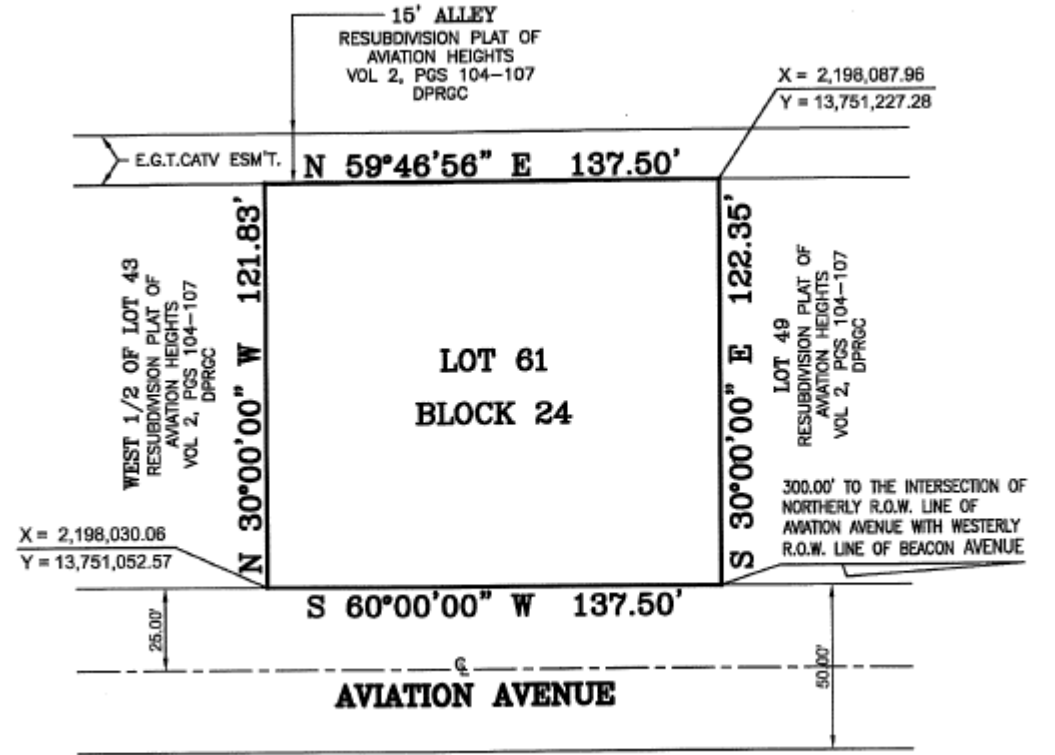 15' ALLEY
RESUBDIVISION PLAT OF
AVIATION HEIGHTS
VOL 2, PGS 104-107
DPRGC
X = 2,198,087.96
Y = 13,751,227.28
E.G.T.CATV ESM'T.
N 59°46'56" E 137.50'
WEST 1/2 OF LOT 43
RESUBDIVISION PLAT OF
AVIATION HEIGHTS
VOL 2, PGS 104-107
DPRGC
N 30°00'00" W 121.83'
LOT 61
BLOCK 24
S 30°00'00" E 122.35'
LOT 49
RESUBDIVISION PLAT OF
AVIATION HEIGHTS
VOL 2, PGS 104-107
DPRGC
300.00' TO THE INTERSECTION OF
NORTHERLY R.O.W. LINE OF
AVIATION AVENUE WITH WESTERLY
R.O.W. LINE OF BEACON AVENUE
X = 2,198,030.06
Y = 13,751,052.57
S 60°00'00" W 137.50'
25.00'
50.00'
℄
AVIATION AVENUE